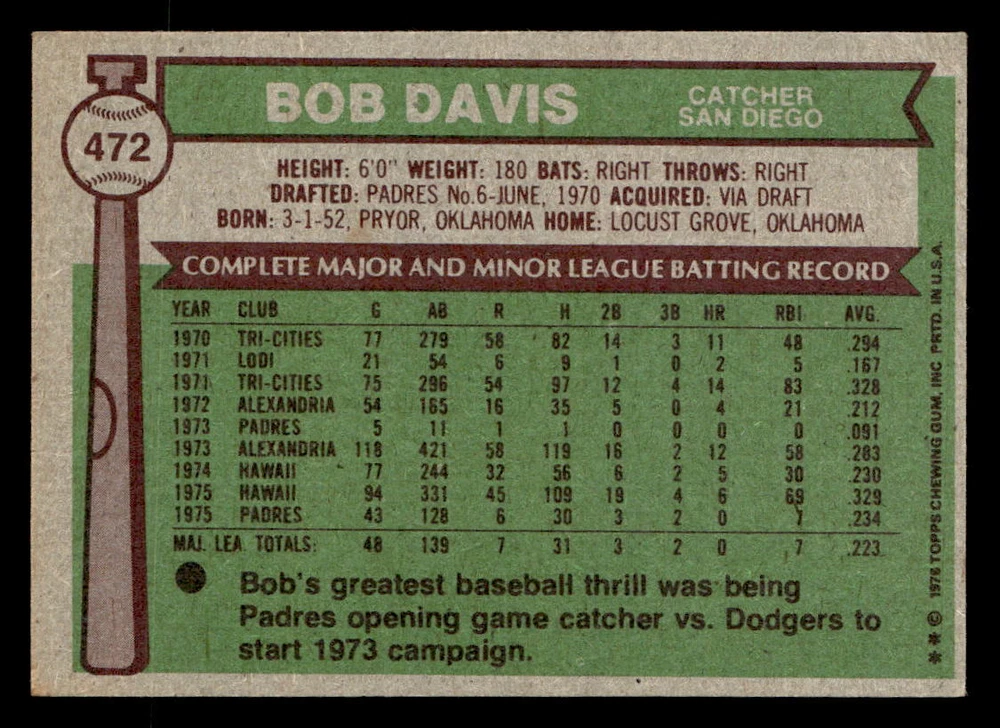 472
BOB DAVIS
CATCHER
SAN DIEGO
HEIGHT: 6'0" WEIGHT: 180 BATS: RIGHT THROWS: RIGHT
DRAFTED: PADRES No.6-JUNE, 1970 ACQUIRED: VIA DRAFT
BORN: 3-1-52, PRYOR, OKLAHOMA HOME: LOCUST GROVE, OKLAHOMA
COMPLETE MAJOR AND MINOR LEAGUE BATTING RECORD
YEAR CLUB G AB R H 2B 3B HR RBI AVG.
1970 TRI-CITIES 77 279 58 82 14 3 11 48 .294
1971 LODI 21 54 6 9 1 0 2 5 .167
1971 TRI-CITIES 75 296 54 97 12 4 14 83 .328
1972 ALEXANDRIA 54 165 16 35 5 0 4 21 .212
1973 PADRES 5 11 1 1 0 0 0 0 .091
1973 ALEXANDRIA 118 421 58 119 16 2 12 58 .283
1974 HAWAII 77 244 32 56 6 2 5 30 .230
1975 HAWAII 94 331 45 109 19 4 6 69 .329
1975 PADRES 43 128 6 30 3 2 0 7 .234
MAJ. LEA. TOTALS: 48 139 7 31 3 2 0 7 .223
Bob's greatest baseball thrill was being
Padres opening game catcher vs. Dodgers to
start 1973 campaign.
** © 1976 TOPPS CHEWING GUM, INC PRTD. IN U.S.A.